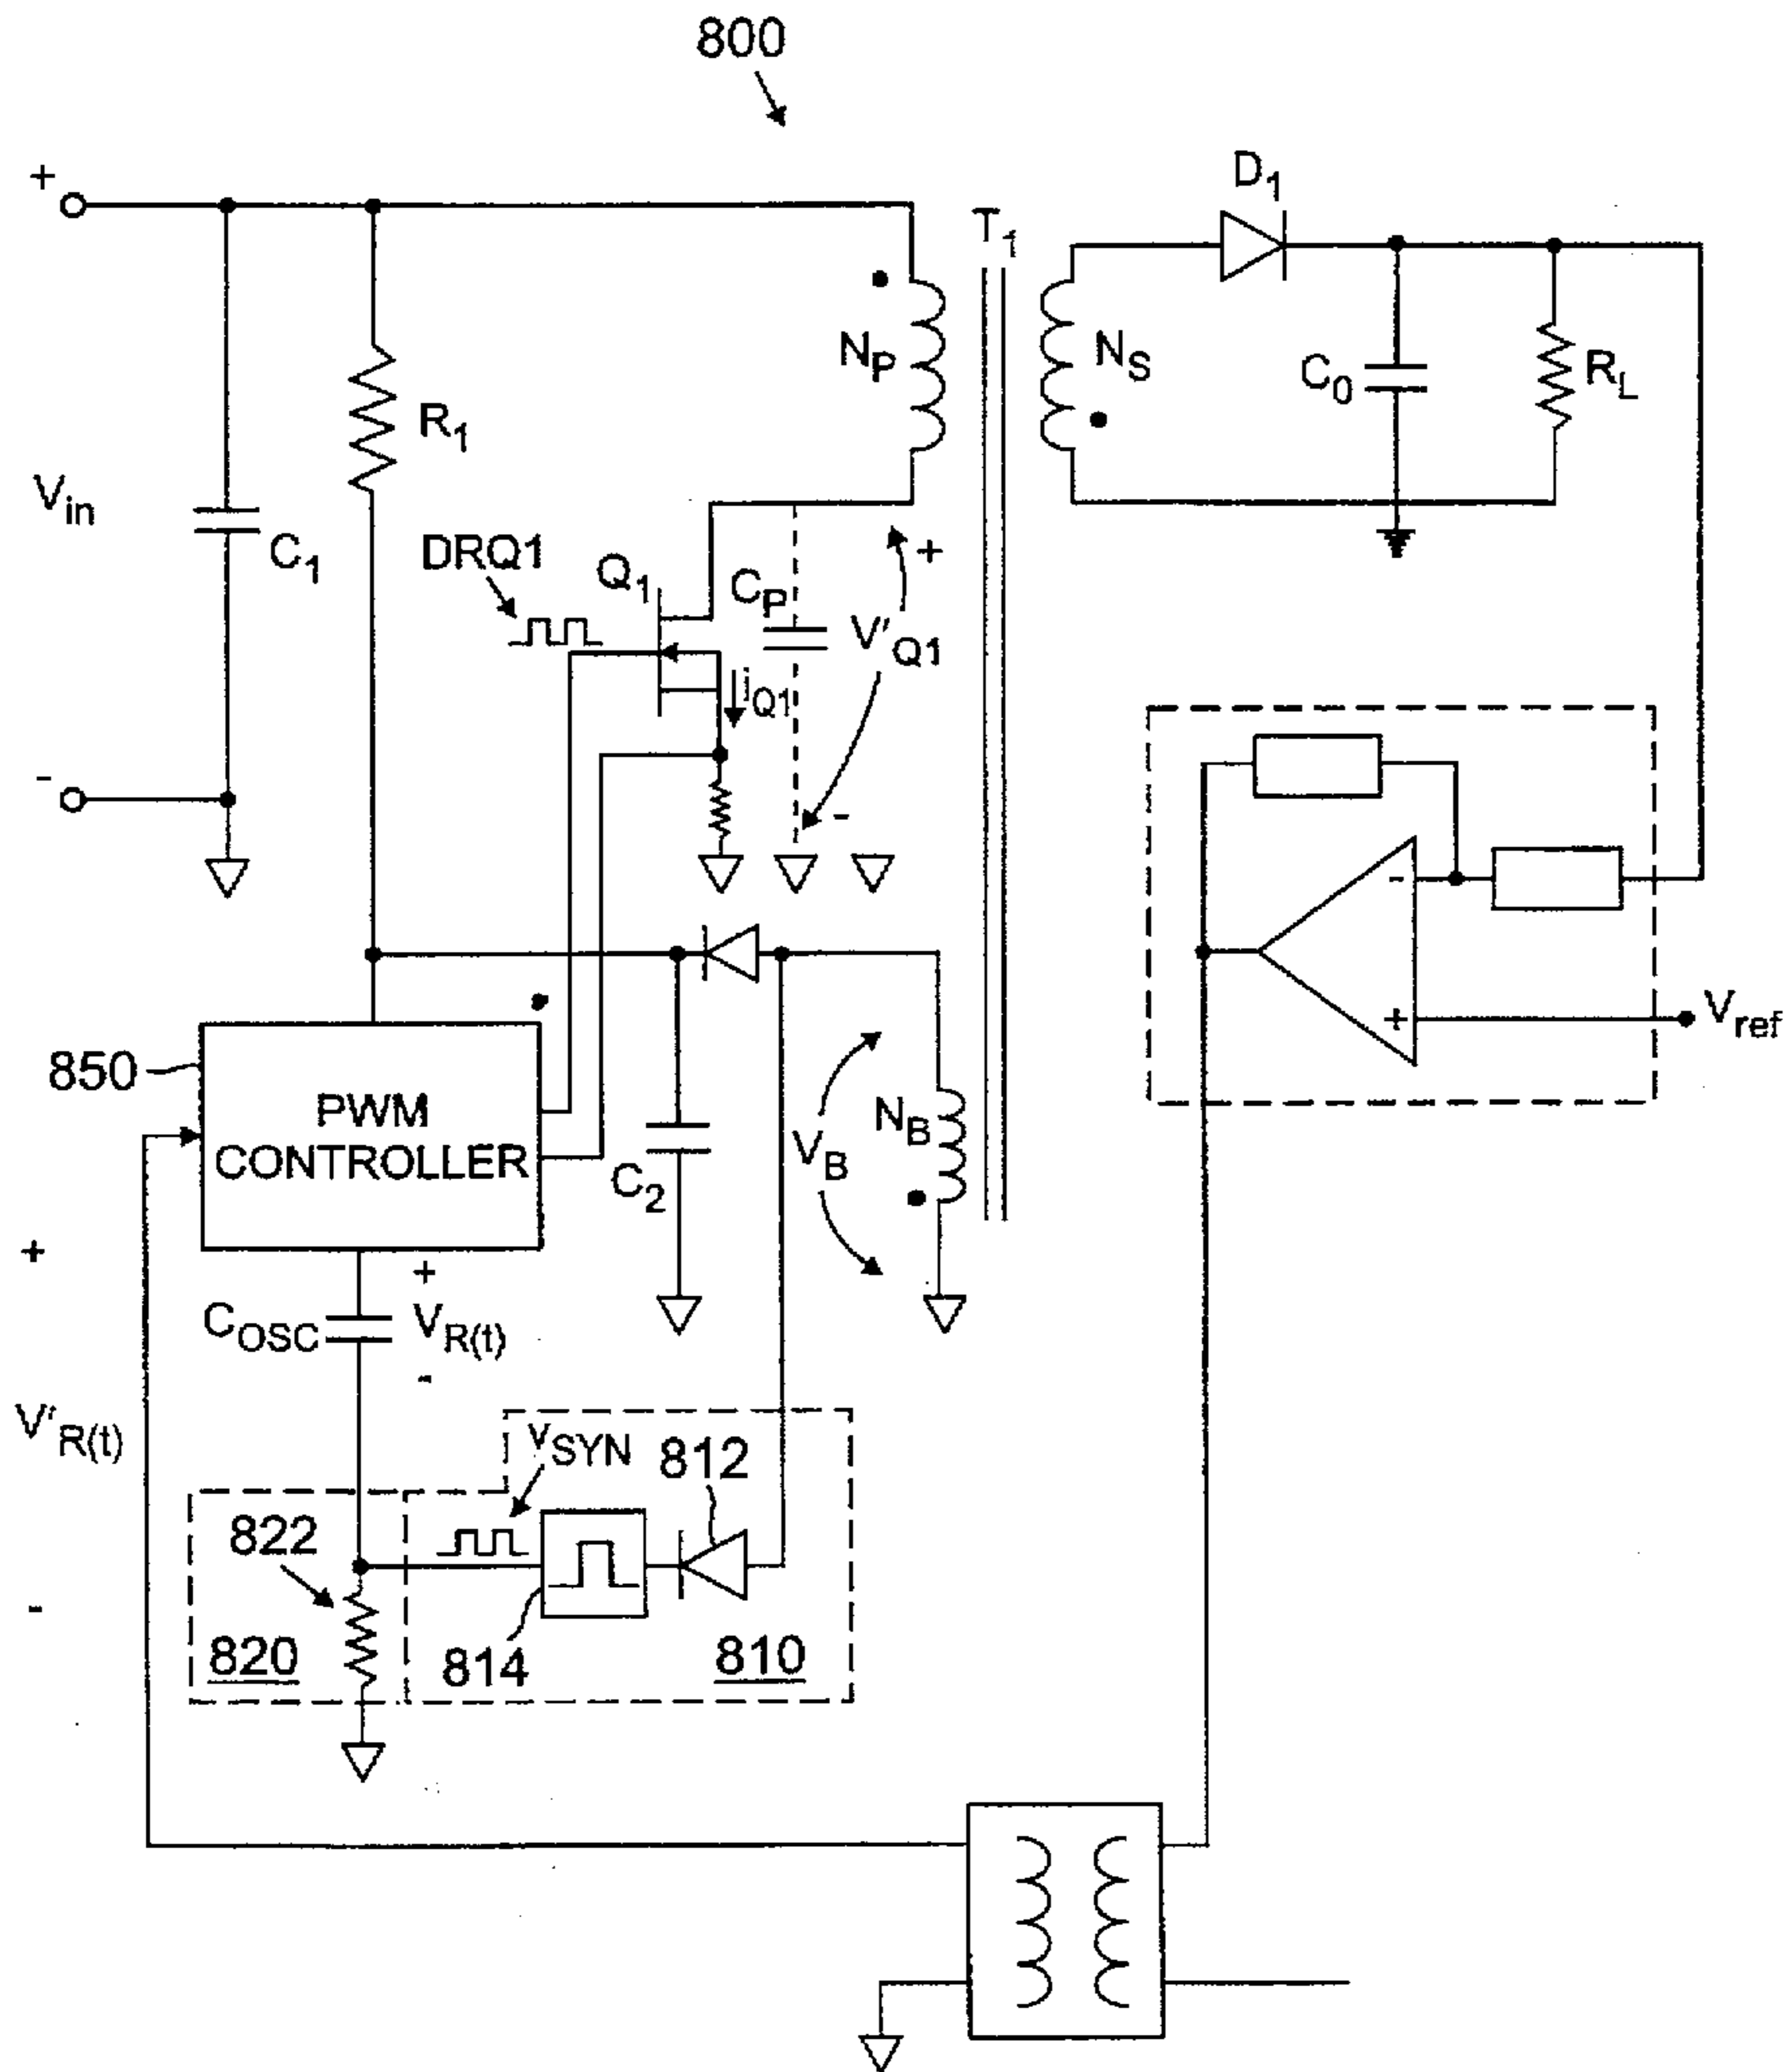 800
+
D1
T1
NP
NS
C0
RL
R1
Vin
C1
DRQ1
Q1
CP
+
V'Q1
iQ1
-
-
-
+
Vref
850
PWM
CONTROLLER
C2
VB
NB
+
+
COSC
VR(t)
-
V'R(t)
vSYN
812
822
-
820
814
810